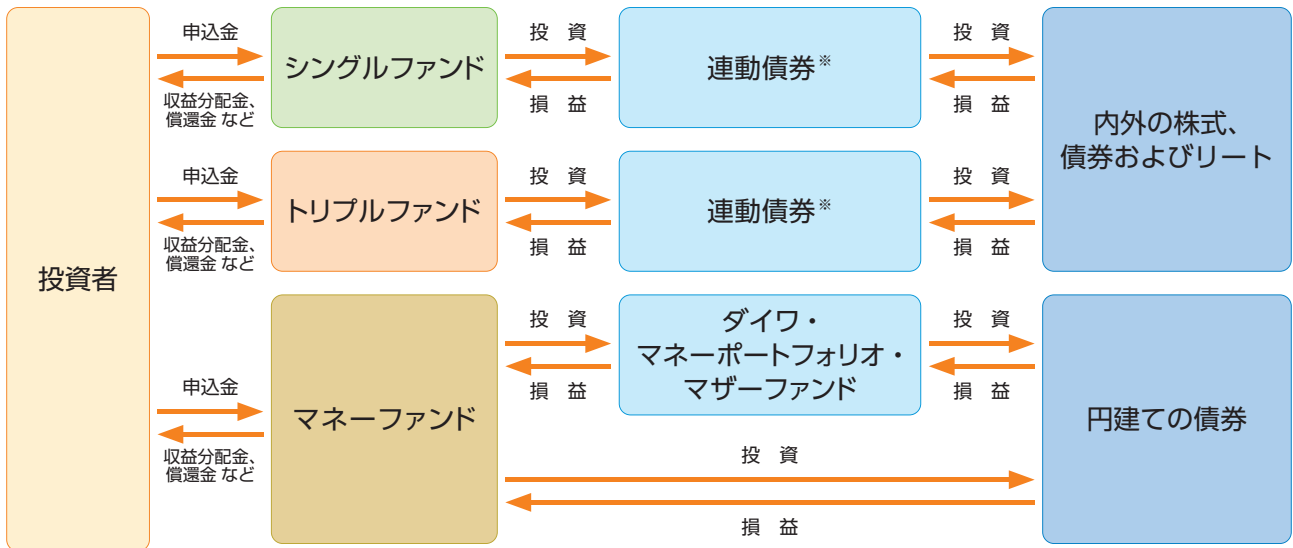 投資者
申込金
収益分配金、
償還金 など
シングルファンド
投 資
損 益
連動債券※
投 資
損 益
内外の株式、
債券およびリート
申込金
収益分配金、
償還金 など
トリプルファンド
投 資
損 益
連動債券※
投 資
損 益
申込金
収益分配金、
償還金 など
マネーファンド
投 資
損 益
ダイワ・
マネーポートフォリオ・
マザーファンド
投 資
損 益
円建ての債券
投 資
損 益